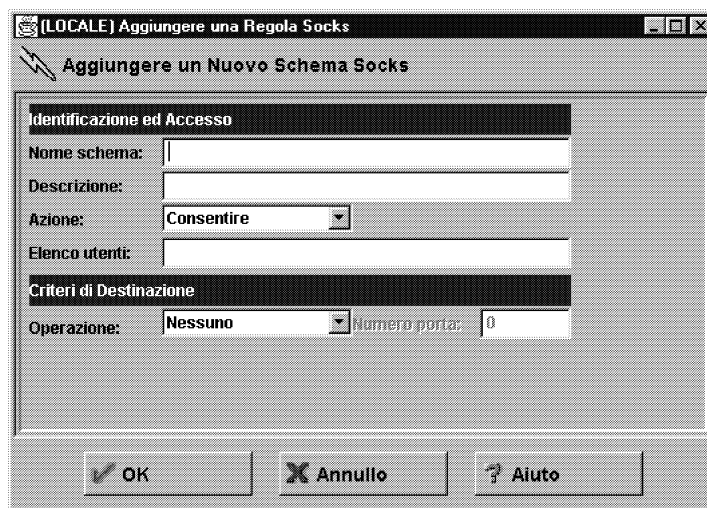 (LOCALE) Aggiungere una Regola Socks
Aggiungere un Nuovo Schema Socks
Identificazione ed Accesso
Nome schema:
Descrizione:
Azione: Consentire
Elenco utenti:
Criteri di Destinazione
Operazione: Nessuno Numero porta: 0
OK Annullo Aiuto